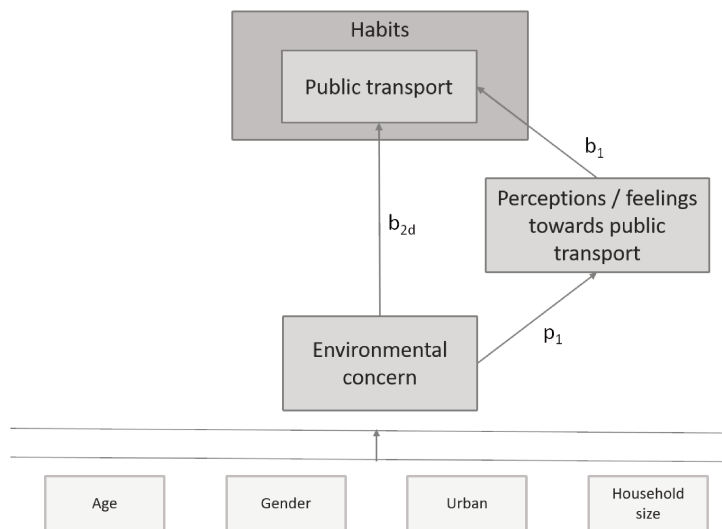 Habits
Public transport
b1
Perceptions / feelings
towards public
transport
b2d
Environmental
concern
p1
Age
Gender
Urban
Household
size